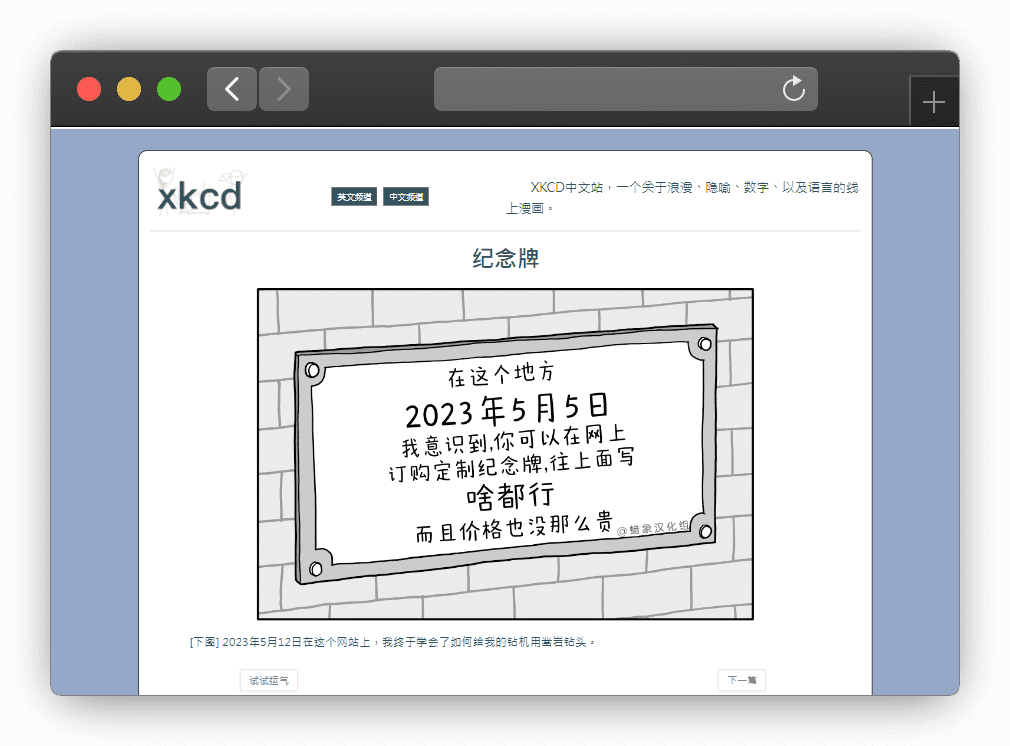 xkcd
英文频道 中文频道
XKCD中文站，一个关于浪漫、隐喻、数字、以及语言的线
上漫画。
纪念牌
在这个地方
2023年5月5日
我意识到,你可以在网上
订购定制纪念牌,往上面写
啥都行
而且价格也没那么贵
@蜡象汉化组
[下图] 2023年5月12日在这个网站上，我终于学会了如何给我的钻机用凿岩钻头。
试试运气
下一篇